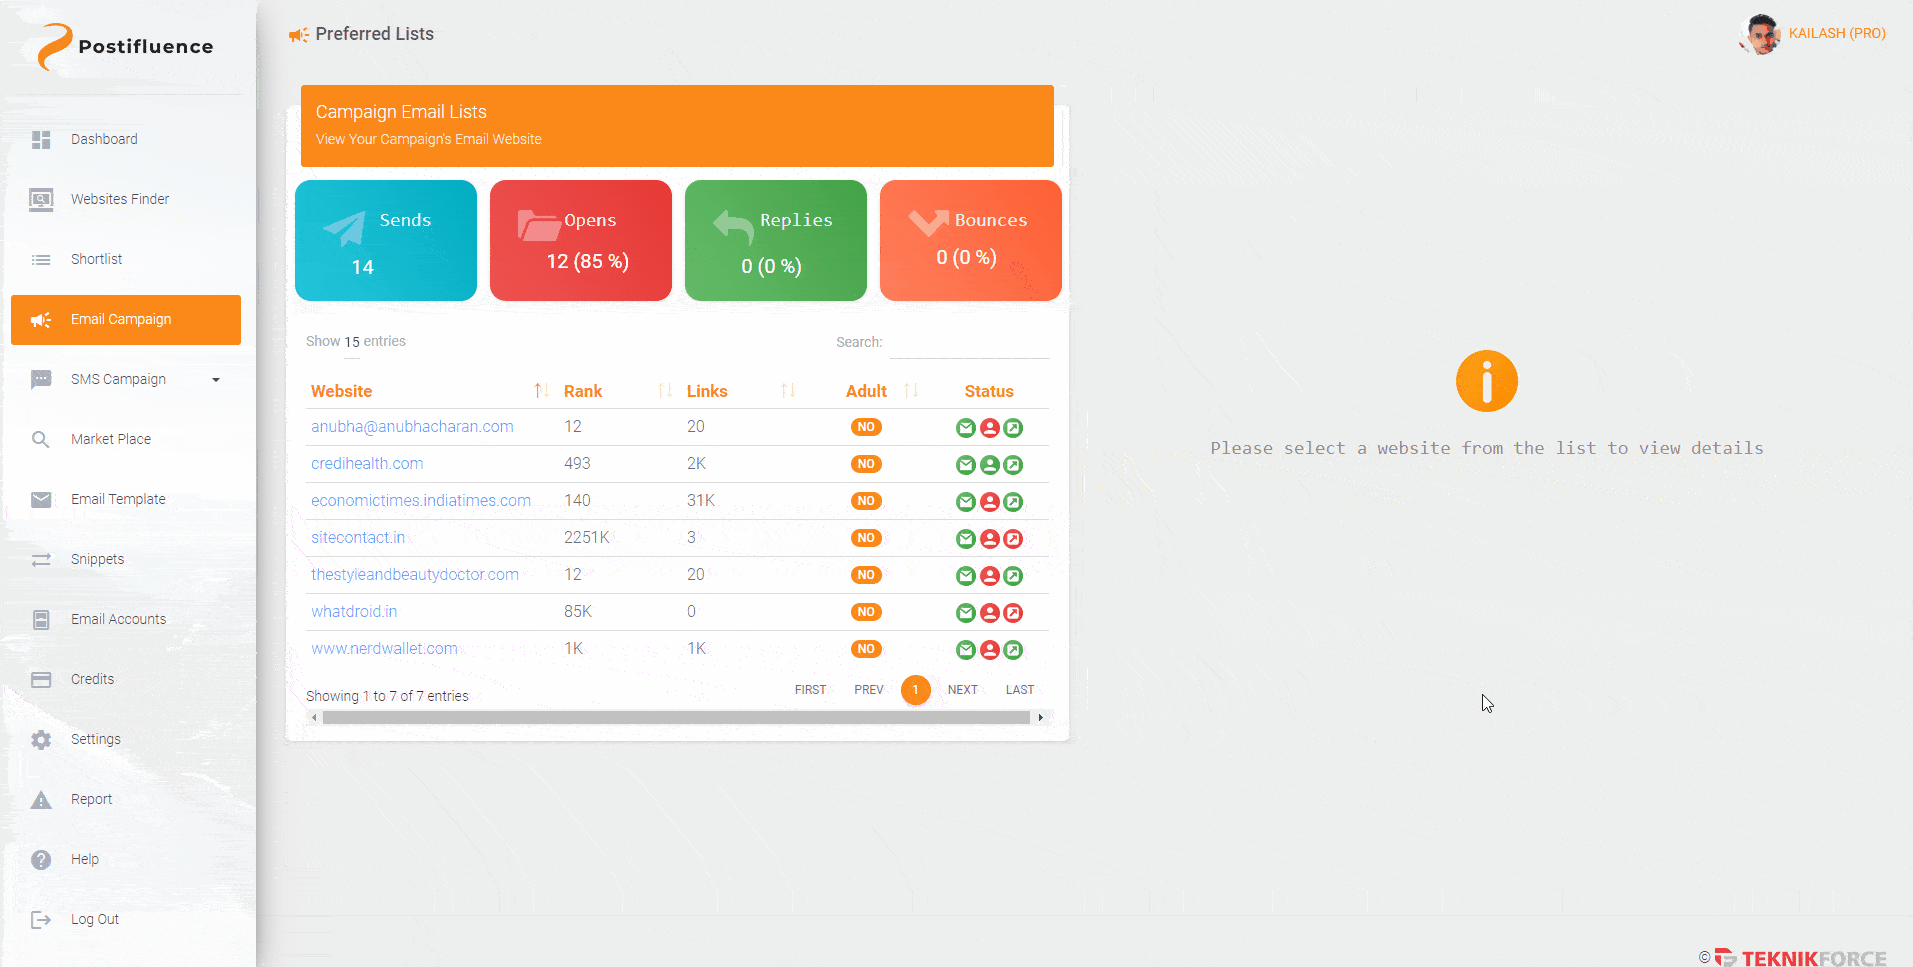 Postifluence
Preferred Lists
KAILASH (PRO)
Dashboard
Websites Finder
Shortlist
Email Campaign
SMS Campaign
Market Place
Email Template
Snippets
Email Accounts
Credits
Settings
Report
Help
Log Out
Campaign Email Lists
View Your Campaign's Email Website
Sends
14
Opens
12 (85 %)
Replies
0 (0 %)
Bounces
0 (0 %)
Show 15 entries
Search:
Website Rank Links Adult Status
anubha@anubhacharan.com 12 20 NO
credihealth.com 493 2K NO
economictimes.indiatimes.com 140 31K NO
sitecontact.in 2251K 3 NO
thestyleandbeautydoctor.com 12 20 NO
whatdroid.in 85K 0 NO
www.nerdwallet.com 1K 1K NO
Showing 1 to 7 of 7 entries
FIRST PREV 1 NEXT LAST
Please select a website from the list to view details
© TEKNIKFORCE